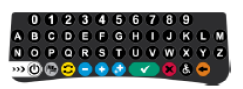 0 1 2 3 4 5 6 7 8 9
A B C D E F G H I J K L M
N O P Q R S T U V W X Y Z
>>>